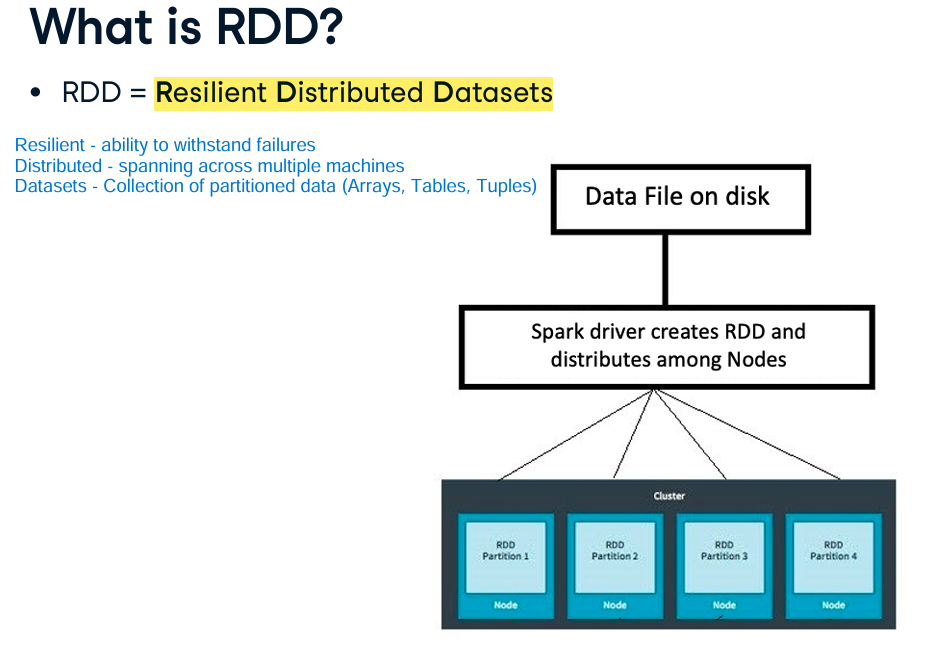 What is RDD?
• RDD = Resilient Distributed Datasets
Resilient - ability to withstand failures
Distributed - spanning across multiple machines
Datasets - Collection of partitioned data (Arrays, Tables, Tuples)
Data File on disk
Spark driver creates RDD and
distributes among Nodes
Cluster
RDD
Partition 1
Node
RDD
Partition 2
Node
RDD
Partition 3
Node
RDD
Partition 4
Node